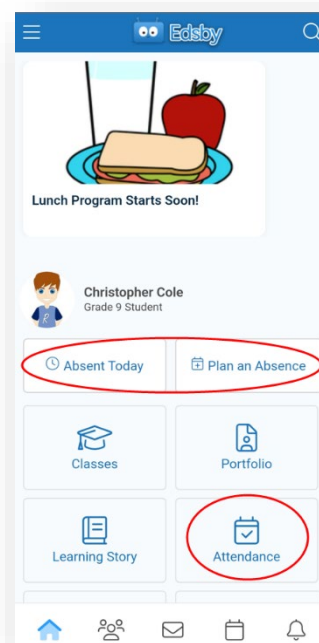 Edsby
Lunch Program Starts Soon!
Christopher Cole
Grade 9 Student
R
Absent Today
Plan an Absence
Classes
Portfolio
Learning Story
Attendance